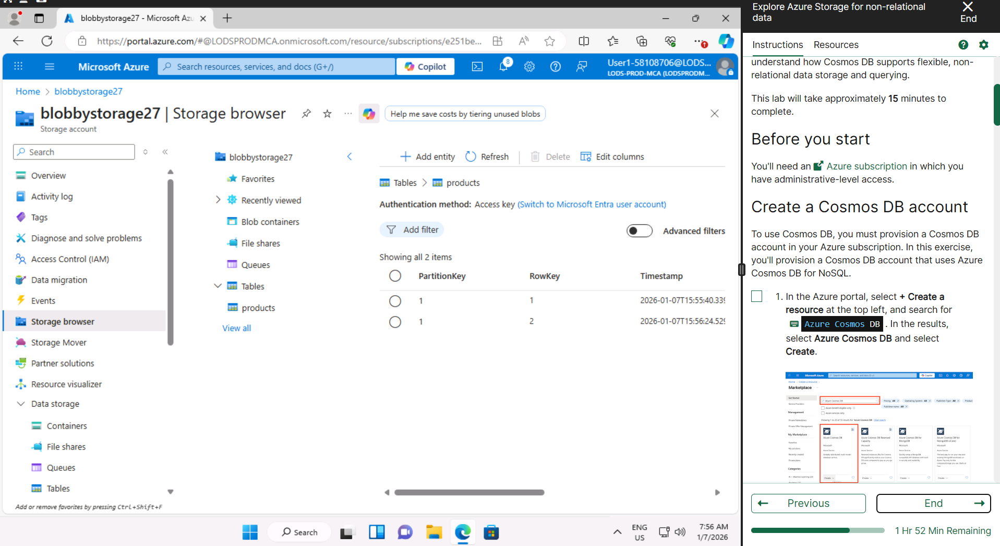 blobbystorage27 - Microsoft Azu
https://portal.azure.com/#@LODSPRODMCA.onmicrosoft.com/resource/subscriptions/e251be...
Microsoft Azure
Search resources, services, and docs (G+/)
Copilot
8
User1-58108706@LODS...
LODS-PROD-MCA (LODSPRODM...
Home > blobbystorage27
blobbystorage27 | Storage browser
Storage account
Help me save costs by tiering unused blobs
Search
Overview
Activity log
Tags
Diagnose and solve problems
Access Control (IAM)
Data migration
Events
Storage browser
Storage Mover
Partner solutions
Resource visualizer
Data storage
Containers
File shares
Queues
Tables
Add or remove favorites by pressing Ctrl+Shift+F
blobbystorage27
Favorites
Recently viewed
Blob containers
File shares
Queues
Tables
products
View all
Add entity Refresh Delete Edit columns
Tables > products
Authentication method: Access key (Switch to Microsoft Entra user account)
Add filter
Advanced filters
Showing all 2 items
PartitionKey RowKey Timestamp
1 1 2026-01-07T15:55:40.339
1 2 2026-01-07T15:56:24.529
Search
ENG
US
7:56 AM
1/7/2026
Explore Azure Storage for non-relational
data
End
Instructions Resources
understand how Cosmos DB supports flexible, non-
relational data storage and querying.
This lab will take approximately 15 minutes to
complete.
Before you start
You'll need an Azure subscription in which you
have administrative-level access.
Create a Cosmos DB account
To use Cosmos DB, you must provision a Cosmos DB
account in your Azure subscription. In this exercise,
you'll provision a Cosmos DB account that uses Azure
Cosmos DB for NoSQL.
1. In the Azure portal, select + Create a
resource at the top left, and search for
Azure Cosmos DB . In the results,
select Azure Cosmos DB and select
Create.
Microsoft Azure
Marketplace
Previous
End
1 Hr 52 Min Remaining